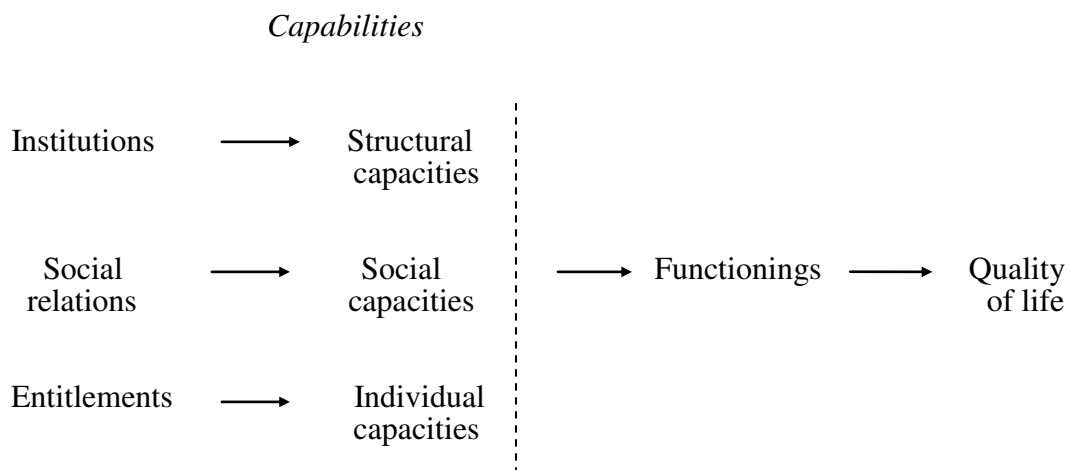 Capabilities
Institutions
Structural
capacities
Social
relations
Social
capacities
Functionings
Quality
of life
Entitlements
Individual
capacities